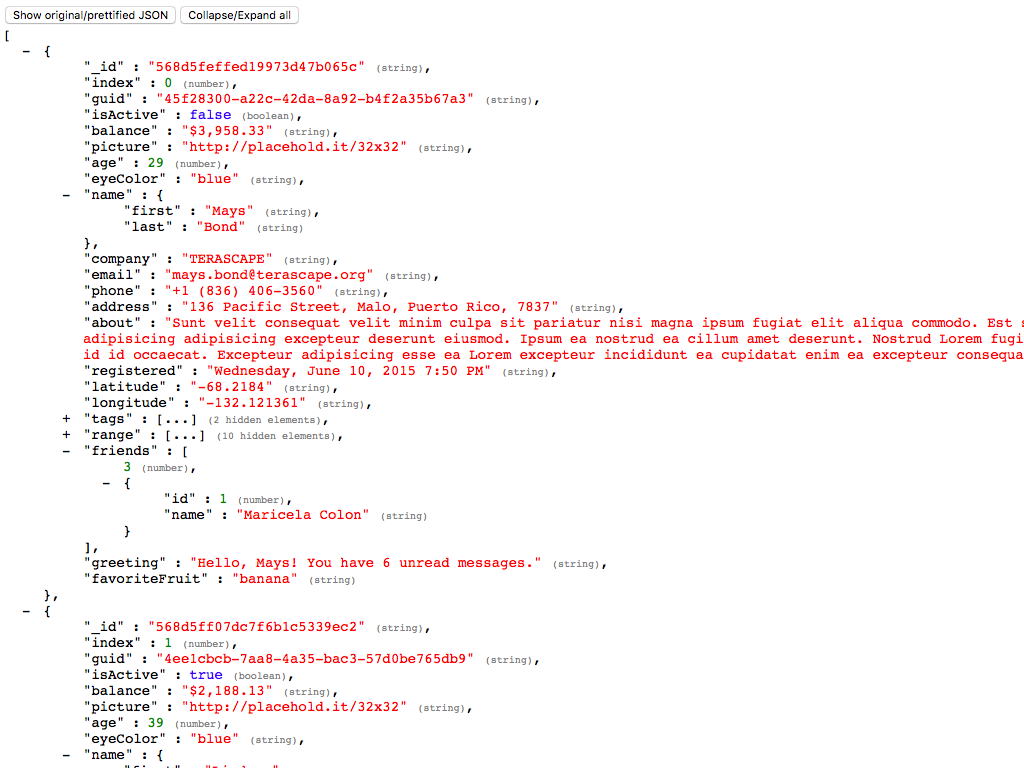 Show original/prettified JSON Collapse/Expand all
[
- {
"_id" : "568d5feffed19973d47b065c" (string),
"index" : 0 (number),
"guid" : "45f28300-a22c-42da-8a92-b4f2a35b67a3" (string),
"isActive" : false (boolean),
"balance" : "$3,958.33" (string),
"picture" : "http://placehold.it/32x32" (string),
"age" : 29 (number),
"eyeColor" : "blue" (string),
- "name" : {
"first" : "Mays" (string),
"last" : "Bond" (string)
},
"company" : "TERASCAPE" (string),
"email" : "mays.bond@terascape.org" (string),
"phone" : "+1 (836) 406-3560" (string),
"address" : "136 Pacific Street, Malo, Puerto Rico, 7837" (string),
"about" : "Sunt velit consequat velit minim culpa sit pariatur nisi magna ipsum fugiat elit aliqua commodo. Est
adipisicing adipisicing excepteur deserunt eiusmod. Ipsum ea nostrud ea cillum amet deserunt. Nostrud Lorem fugi
id id occaecat. Excepteur adipisicing esse ea Lorem excepteur incididunt ea cupidatat enim ea excepteur consequa
"registered" : "Wednesday, June 10, 2015 7:50 PM" (string),
"latitude" : "-68.2184" (string),
"longitude" : "-132.121361" (string),
+ "tags" : [...] (2 hidden elements),
+ "range" : [...] (10 hidden elements),
- "friends" : [
3 (number),
- {
"id" : 1 (number),
"name" : "Maricela Colon" (string)
}
],
"greeting" : "Hello, Mays! You have 6 unread messages." (string),
"favoriteFruit" : "banana" (string)
},
- {
"_id" : "568d5ff07dc7f6b1c5339ec2" (string),
"index" : 1 (number),
"guid" : "4ee1cbcb-7aa8-4a35-bac3-57d0be765db9" (string),
"isActive" : true (boolean),
"balance" : "$2,188.13" (string),
"picture" : "http://placehold.it/32x32" (string),
"age" : 39 (number),
"eyeColor" : "blue" (string),
- "name" : {